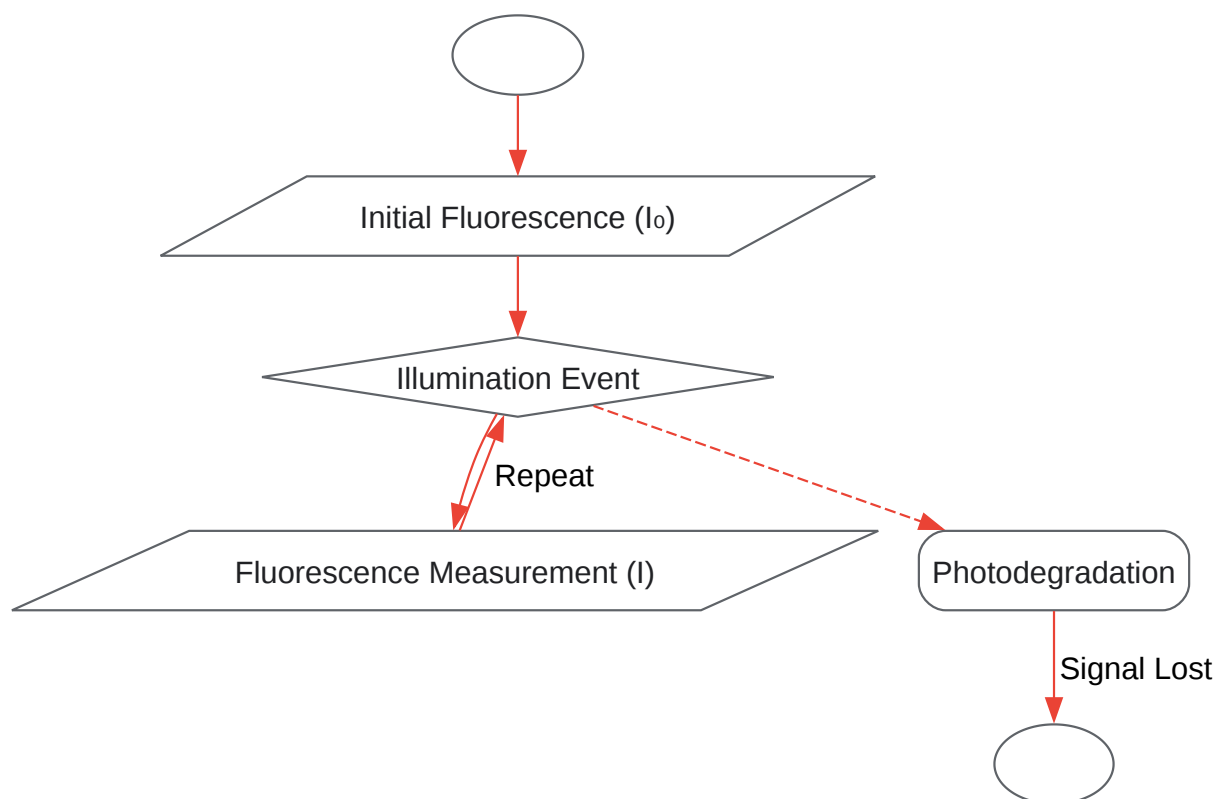 Initial Fluorescence (I₀)
Illumination Event
Repeat
Fluorescence Measurement (I)
Photodegradation
Signal Lost